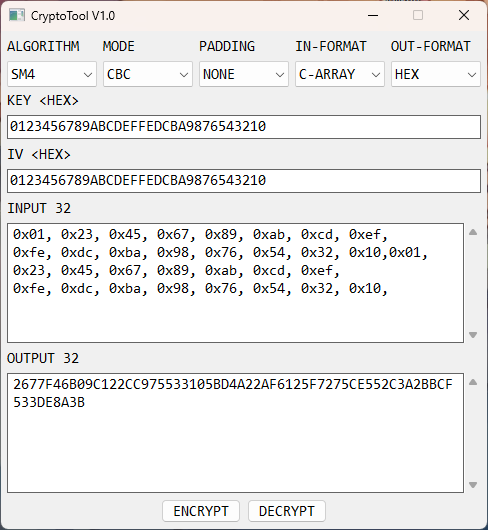 CryptoTool V1.0
ALGORITHM MODE PADDING IN-FORMAT OUT-FORMAT
SM4 CBC NONE C-ARRAY HEX
KEY <HEX>
0123456789ABCDEFFEDCBA9876543210
IV <HEX>
0123456789ABCDEFFEDCBA9876543210
INPUT 32
0x01, 0x23, 0x45, 0x67, 0x89, 0xab, 0xcd, 0xef,
0xfe, 0xdc, 0xba, 0x98, 0x76, 0x54, 0x32, 0x10,0x01,
0x23, 0x45, 0x67, 0x89, 0xab, 0xcd, 0xef,
0xfe, 0xdc, 0xba, 0x98, 0x76, 0x54, 0x32, 0x10,
OUTPUT 32
2677F46B09C122CC975533105BD4A22AF6125F7275CE552C3A2BBCF
533DE8A3B
ENCRYPT DECRYPT